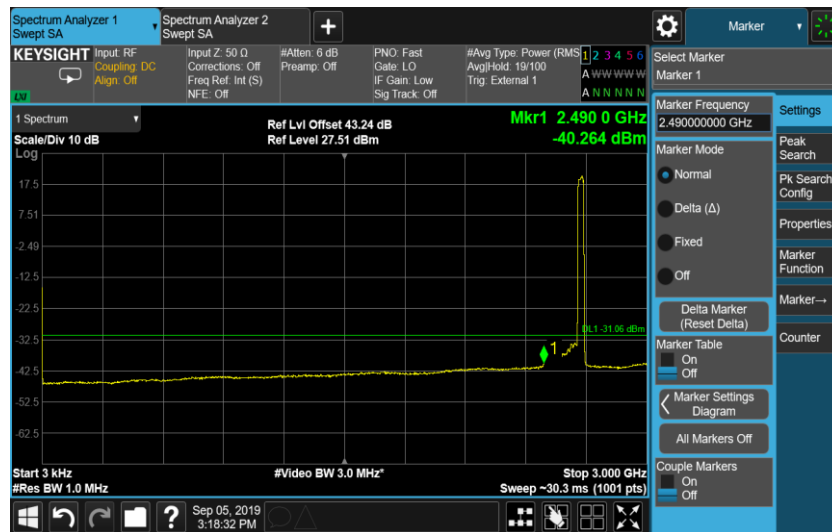 Spectrum Analyzer 1
Swept SA
Spectrum Analyzer 2
Swept SA
Marker
KEYSIGHT
Input: RF
Coupling: DC
Align: Off
Input Z: 50 Ω
Corrections: Off
Freq Ref: Int (S)
NFE: Off
#Atten: 6 dB
Preamp: Off
PNO: Fast
Gate: LO
IF Gain: Low
Sig Track: Off
#Avg Type: Power (RMS
Avg|Hold: 19/100
Trig: External 1
1 2 3 4 5 6
A W W W W W
A N N N N N
LXI
Select Marker
Marker 1
1 Spectrum
Scale/Div 10 dB
Log
Ref Lvl Offset 43.24 dB
Ref Level 27.51 dBm
Mkr1 2.490 0 GHz
-40.264 dBm
17.5
7.51
-2.49
-12.5
-22.5
-32.5
-42.5
-52.5
-62.5
DL1 -31.06 dBm
1
Start 3 kHz
#Res BW 1.0 MHz
#Video BW 3.0 MHz*
Stop 3.000 GHz
Sweep ~30.3 ms (1001 pts)
Marker Frequency
2.490000000 GHz
Marker Mode
Normal
Delta (Δ)
Fixed
Off
Delta Marker
(Reset Delta)
Marker Table
On
Off
Marker Settings
Diagram
All Markers Off
Couple Markers
On
Off
Settings
Peak
Search
Pk Search
Config
Properties
Marker
Function
Marker→
Counter
Sep 05, 2019
3:18:32 PM